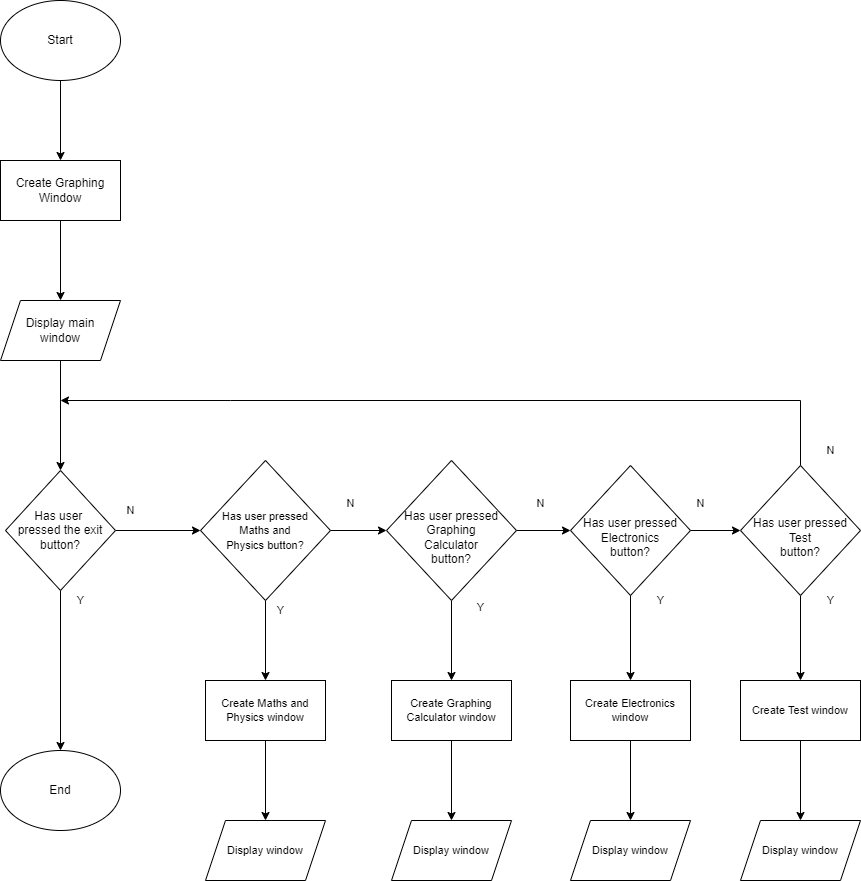 Start
Create Graphing
Window
Display main
window
Has user
pressed the exit
button?
N
Y
End
Has user pressed
Maths and
Physics button?
N
Y
Create Maths and
Physics window
Display window
Has user pressed
Graphing
Calculator
button?
N
Y
Create Graphing
Calculator window
Display window
Has user pressed
Electronics
button?
N
Y
Create Electronics
window
Display window
Has user pressed
Test
button?
N
Y
Create Test window
Display window